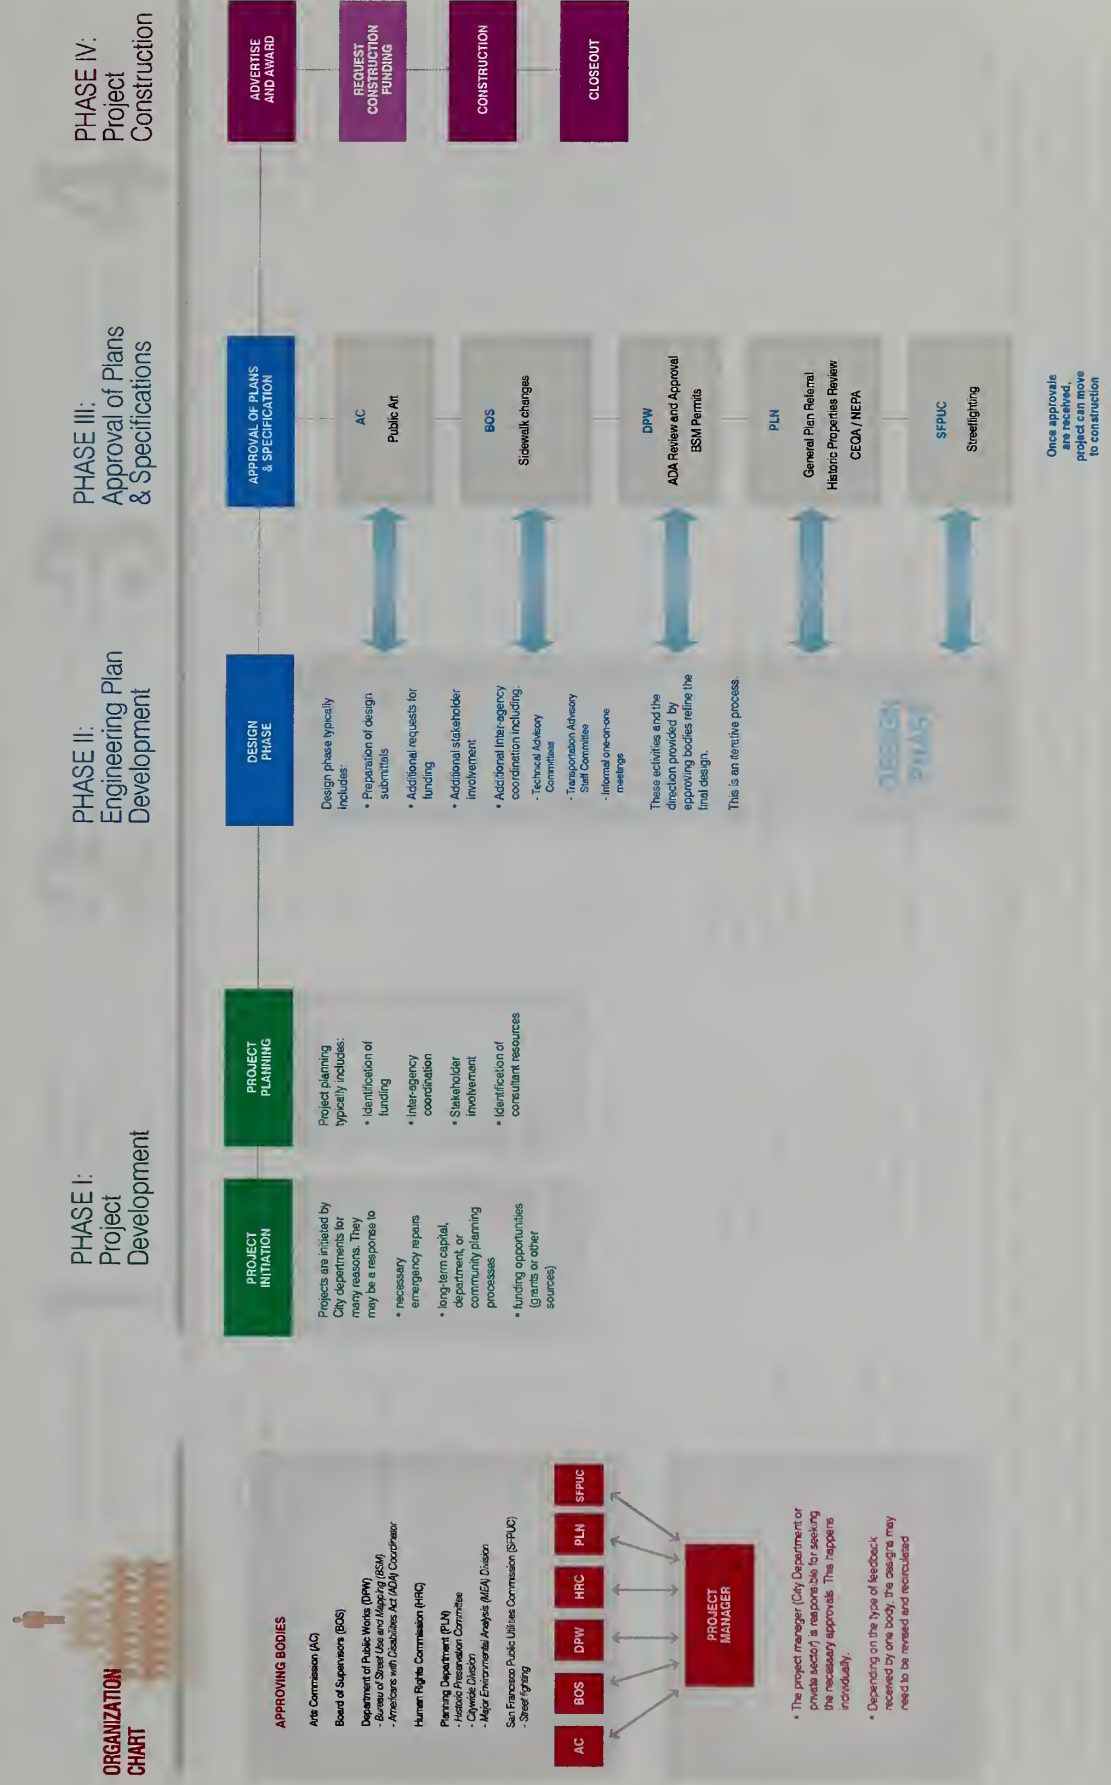 ORGANIZATION
CHART
APPROVING BODIES
Arts Commission (AC)
Board of Supervisors (BOS)
Department of Public Works (DPW)
- Bureau of Street Use and Mapping (BSM)
- Americans with Disabilities Act (ADA) Coordinator
Human Rights Commission (HRC)
Planning Department (PLN)
- Historic Preservation Committee
- Citywide Division
- Major Environmental Analysis (MEA) Division
San Francisco Public Utilities Commission (SFPUC)
- Street lighting
AC
BOS
DPW
HRC
PLN
SFPUC
PROJECT
MANAGER
• The project manager (City Department or
private sector) is responsible for seeking
the necessary approvals. This happens
individually.
• Depending on the type of feedback
received by one body, the designs may
need to be revised and recirculated
PHASE I:
Project
Development
PROJECT
INITIATION
Projects are initiated by
City depertments for
many reasons. They
may be a response to
• necessary
emergency repairs
• long-term capital,
department, or
community planning
processes
• funding opportunities
(grants or other
sources)
PROJECT
PLANNING
Project planning
typically includes:
• Identification of
funding
• Inter-agency
coordination
• Stakeholder
involvement
• Identification of
consultant resources
PHASE II:
Engineering Plan
Development
DESIGN
PHASE
Design phase typically
includes:
• Preparation of design
submittals
• Additional requests for
funding
• Additional stakeholder
involvement
• Additional Inter-agency
coordination including:
- Technical Advisory
Committees
- Transportation Advisory
Staff Committee
- Informal one-on-one
meetings
These ectivities and the
direction provided by
epproving bodies refine the
final design.
This is an iterative process.
DESIGN
PHASE
PHASE III:
Approval of Plans
& Specifications
APPROVAL OF PLANS
& SPECIFICATION
AC
Public Art
BOS
Sidewalk changes
DPW
ADA Review and Approval
BSM Permits
PLN
General Plan Referral
Historic Properties Review
CEQA / NEPA
SFPUC
Streetlighting
Once approvals
are received,
project can move
to construction
PHASE IV:
Project
Construction
ADVERTISE
AND AWARD
REQUEST
CONSTRUCTION
FUNDING
CONSTRUCTION
CLOSEOUT
1
2
3
4